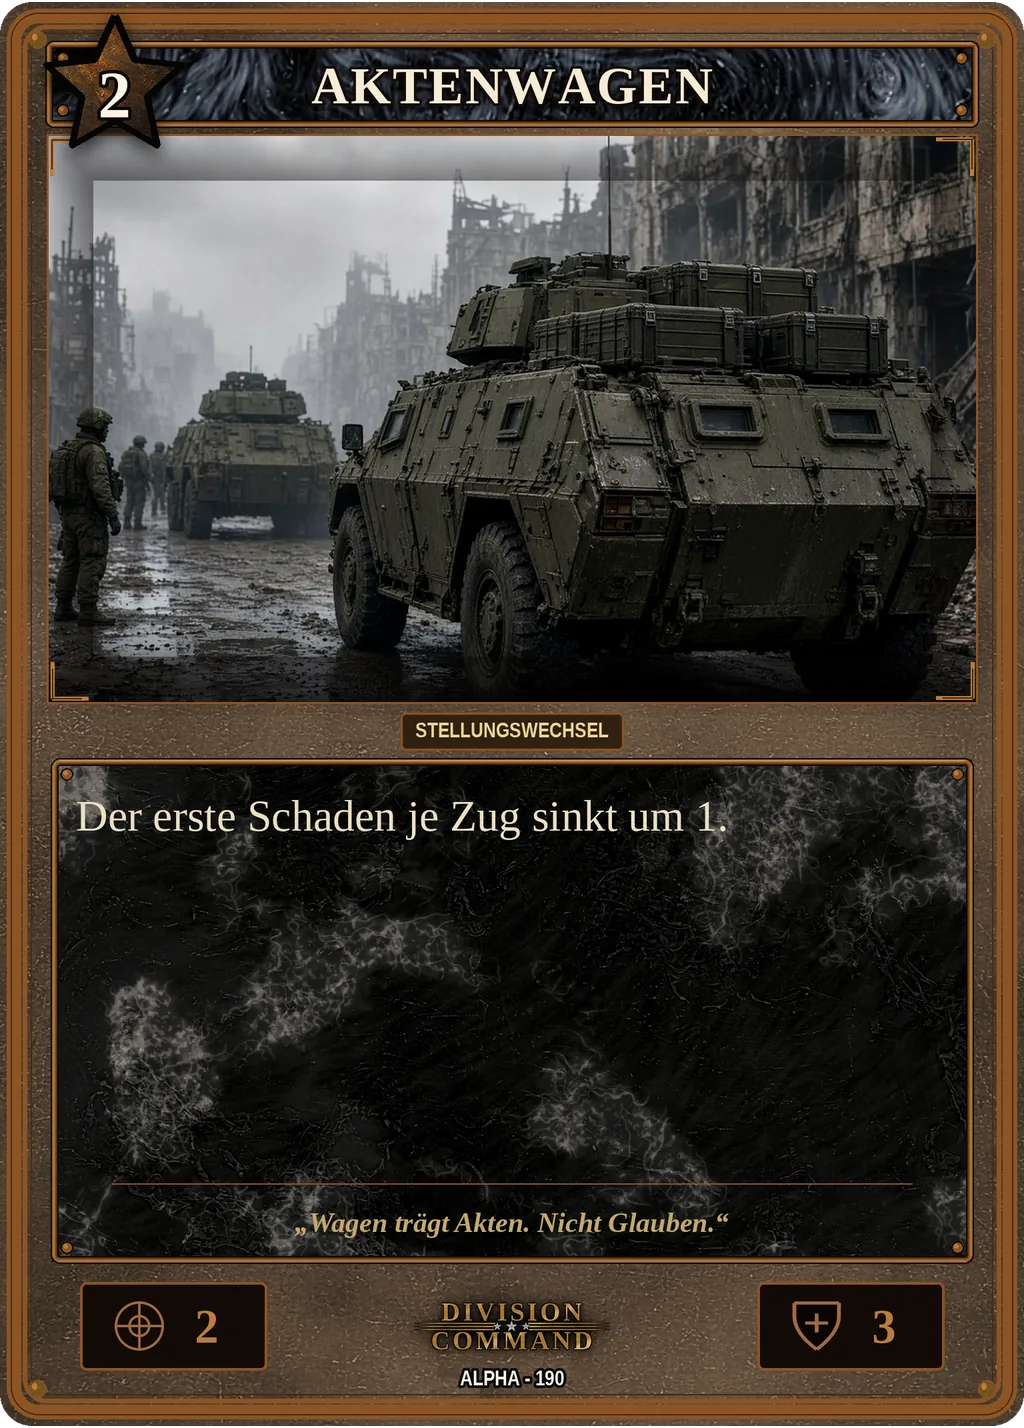 2
AKTENWAGEN
STELLUNGSWECHSEL
Der erste Schaden je Zug sinkt um 1.
„Wagen trägt Akten. Nicht Glauben.“
2
DIVISION
COMMAND
3
ALPHA - 190